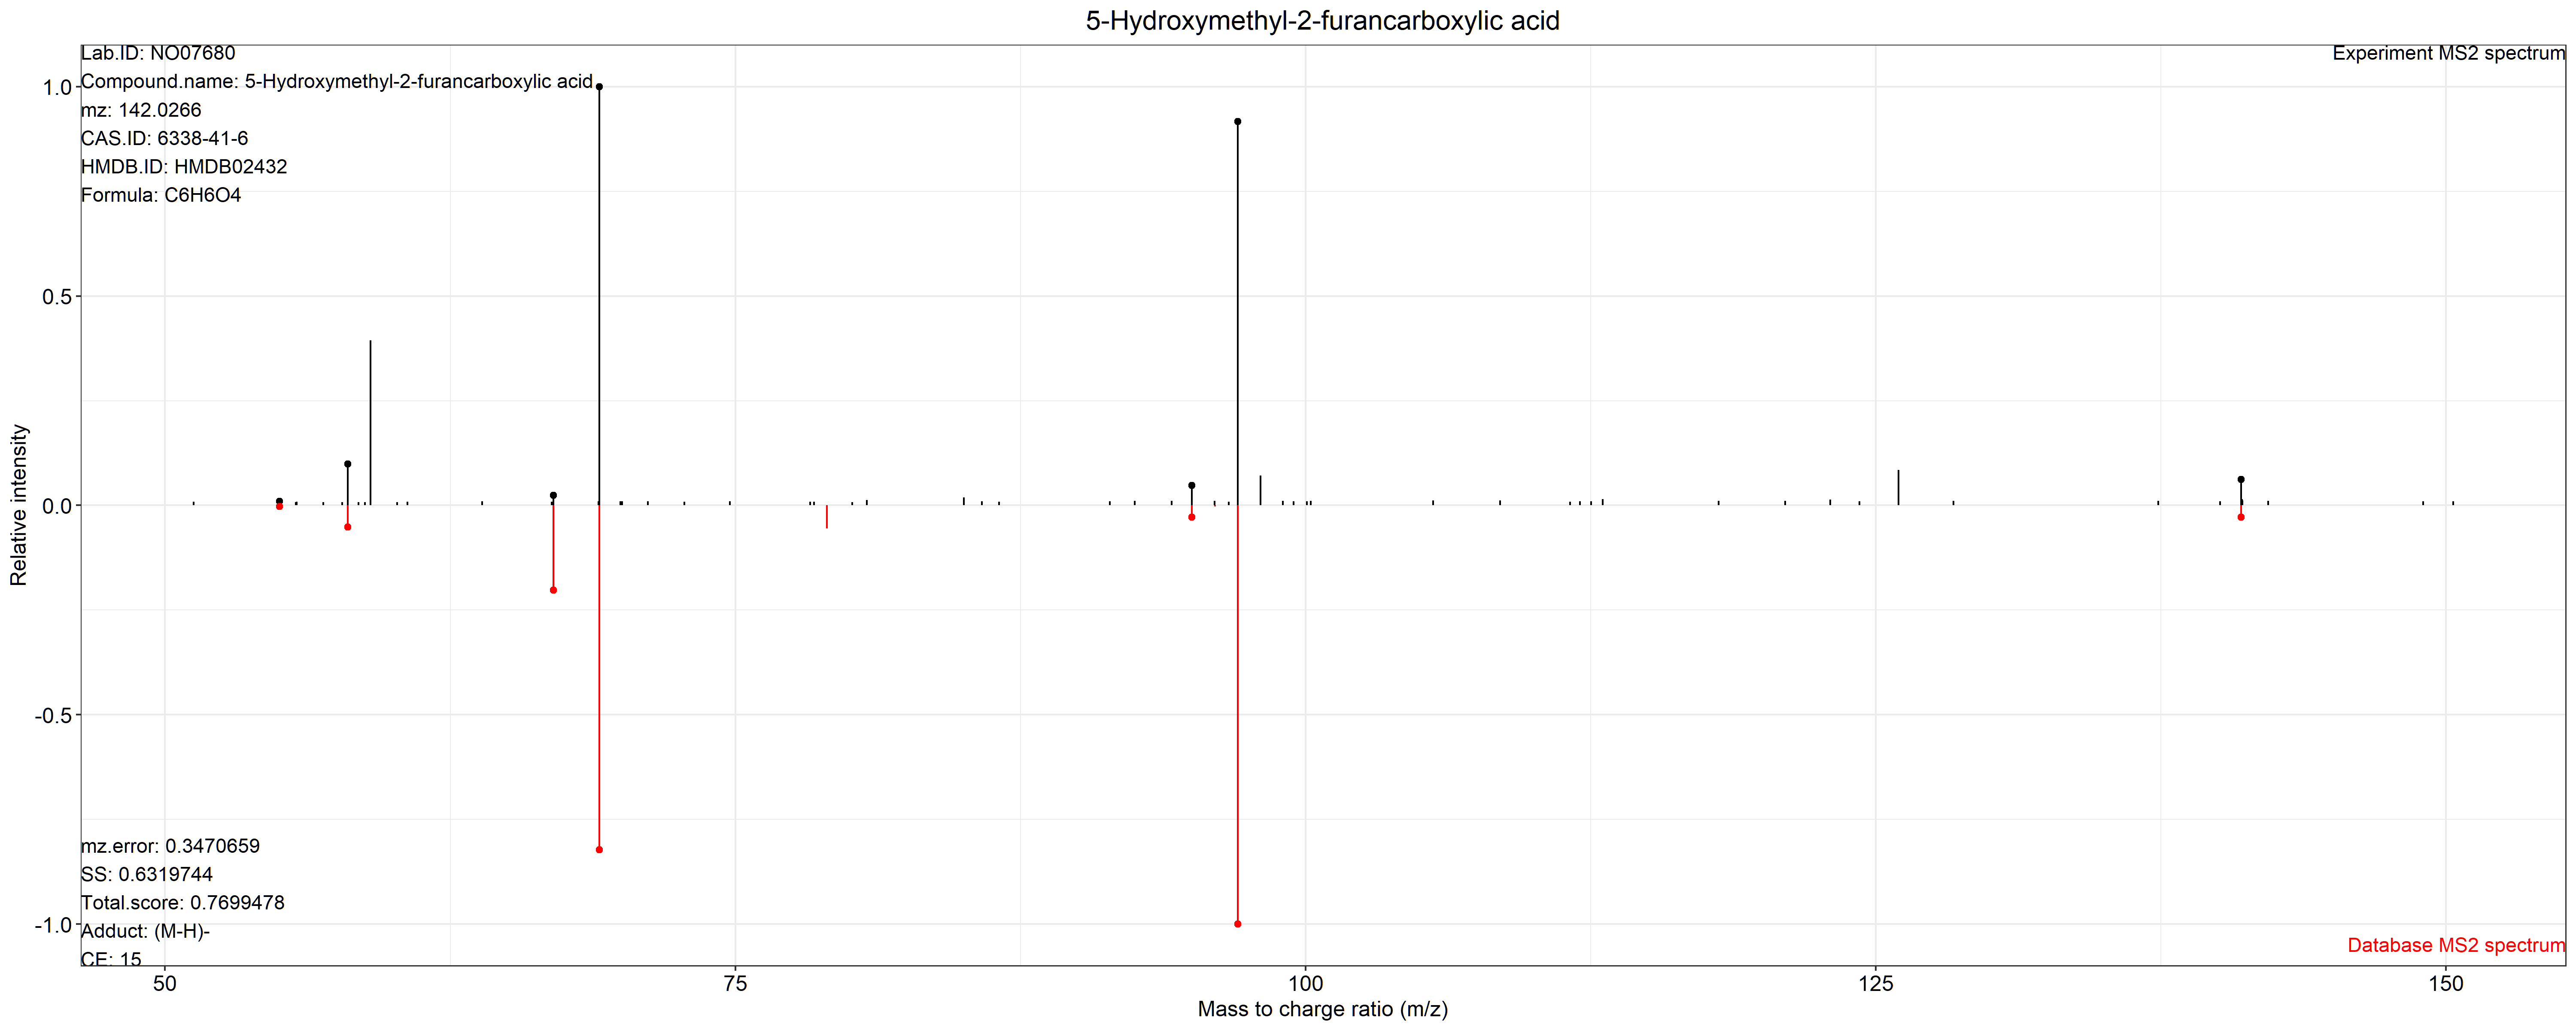 5-Hydroxymethyl-2-furancarboxylic acid
Lab.ID: NO07680
Experiment MS2 spectrum
Compound.name: 5-Hydroxymethyl-2-furancarboxylic acid
mz: 142.0266
CAS.ID: 6338-41-6
HMDB.ID: HMDB02432
Formula: C6H6O4
1.0
0.5
0.0
-0.5
-1.0
Relative intensity
mz.error: 0.3470659
SS: 0.6319744
Total.score: 0.7699478
Adduct: (M-H)-
CE: 15
Database MS2 spectrum
50
75
100
125
150
Mass to charge ratio (m/z)